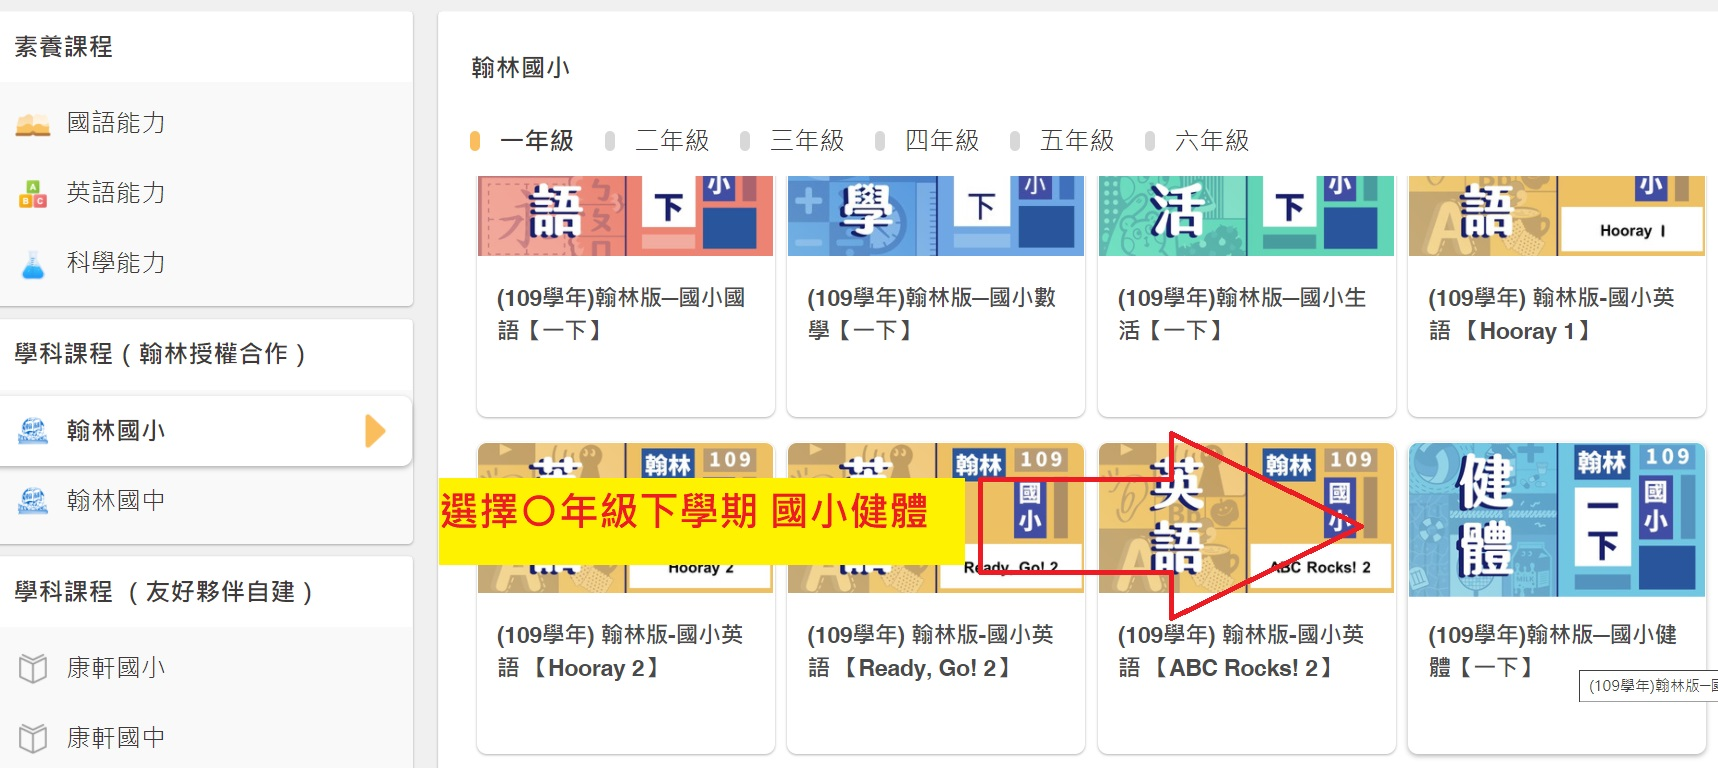 素養課程
國語能力
英語能力
科學能力
學科課程（翰林授權合作）
翰林國小
翰林國中
學科課程 （友好夥伴自建）
康軒國小
康軒國中
翰林國小
一年級 二年級 三年級 四年級 五年級 六年級
語 下 小
學 下 小
活 下 小
語 小
Hooray 1
(109學年)翰林版—國小國
語【一下】
(109學年)翰林版—國小數
學【一下】
(109學年)翰林版—國小生
活【一下】
(109學年) 翰林版-國小英
語 【Hooray 1】
英 翰林 109
Hooray 2
英 翰林 109
國小
Ready, Go! 2
英語 翰林 109
國小
ABC Rocks! 2
健體 翰林 109
一下 國小
選擇〇年級下學期 國小健體
(109學年) 翰林版-國小英
語 【Hooray 2】
(109學年) 翰林版-國小英
語 【Ready, Go! 2】
(109學年) 翰林版-國小英
語 【ABC Rocks! 2】
(109學年)翰林版—國小健
體【一下】
(109學年)翰林版—國